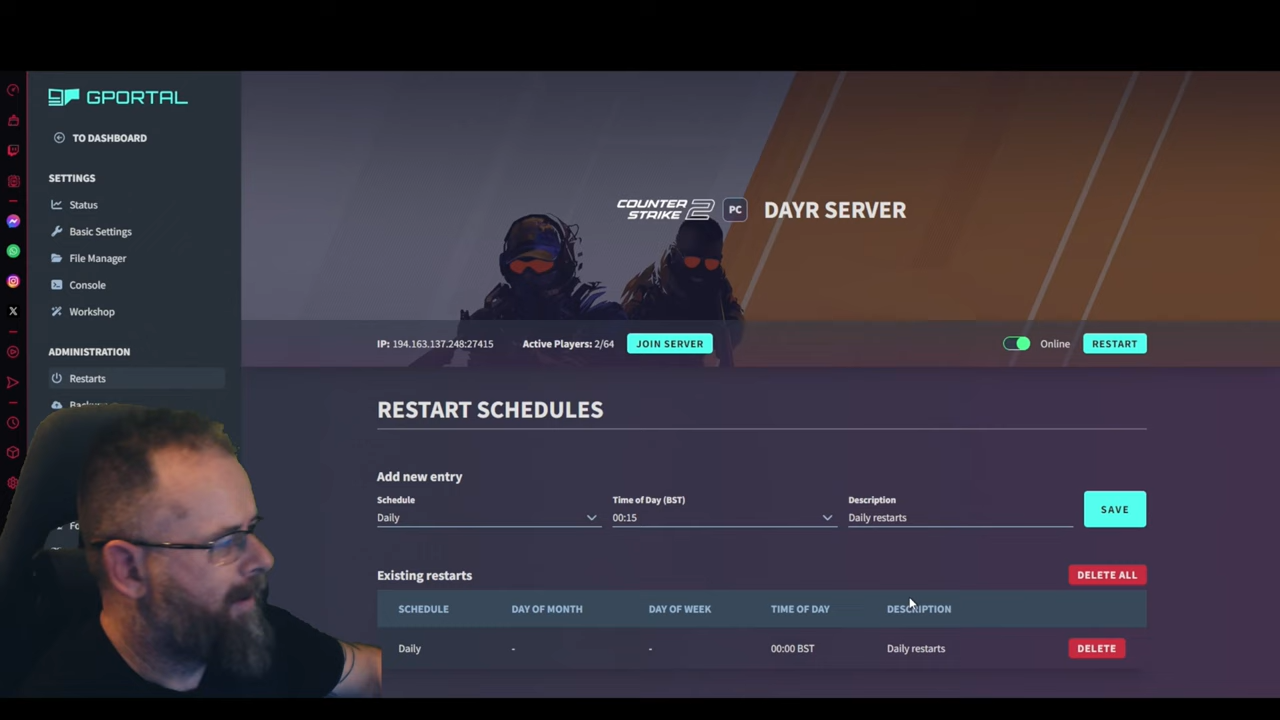 GPORTAL
TO DASHBOARD
SETTINGS
Status
Basic Settings
File Manager
Console
Workshop
ADMINISTRATION
Restarts
COUNTER STRIKE 2 PC DAYR SERVER
IP: 194.163.137.248:27415 Active Players: 2/64 JOIN SERVER Online RESTART
RESTART SCHEDULES
Add new entry
Schedule Time of Day (BST) Description
Daily 00:15 Daily restarts SAVE
Existing restarts DELETE ALL
SCHEDULE DAY OF MONTH DAY OF WEEK TIME OF DAY DESCRIPTION
Daily - - 00:00 BST Daily restarts DELETE